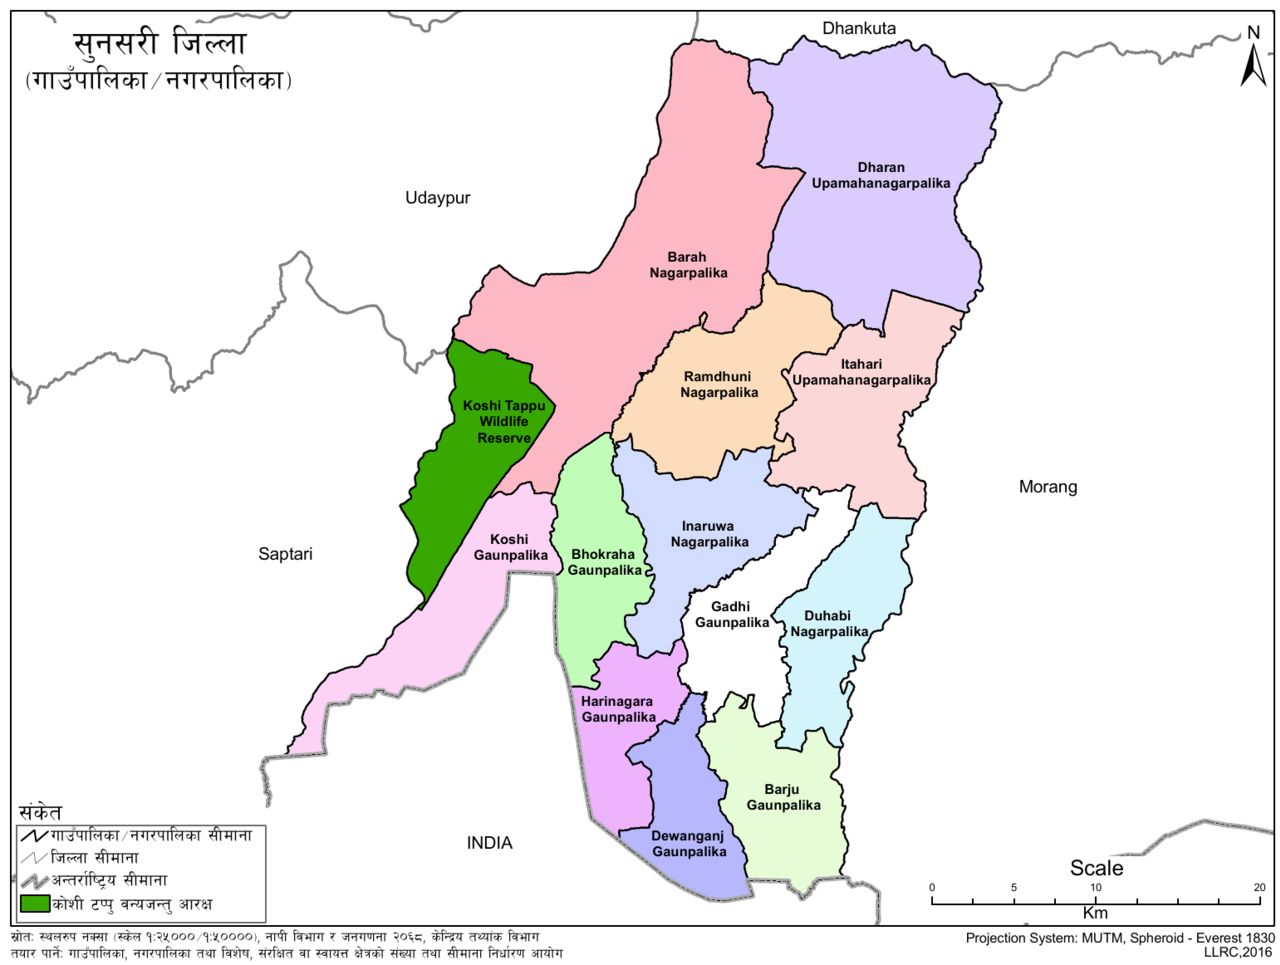 सुनसरी जिल्ला
(गाउँपालिका/नगरपालिका)
Dhankuta
N
Dharan
Upamahanagarpalika
Udaypur
Barah
Nagarpalika
Itahari
Upamahanagarpalika
Ramdhuni
Nagarpalika
Koshi Tappu
Wildlife
Reserve
Morang
Inaruwa
Nagarpalika
Koshi
Gaunpalika
Saptari
Bhokraha
Gaunpalika
Gadhi
Gaunpalika
Duhabi
Nagarpalika
Harinagara
Gaunpalika
Barju
Gaunpalika
INDIA
Dewanganj
Gaunpalika
संकेत
गाउँपालिका/नगरपालिका सीमाना
जिल्ला सीमाना
अन्तर्राष्ट्रिय सीमाना
कोशी टप्पु वन्यजन्तु आरक्ष
Scale
0 5 10 20
Km
स्रोतः स्थलरुप नक्सा (स्केल १:२५०००/१:५००००), नापी विभाग र जनगणना २०६८, केन्द्रिय तथ्यांक विभाग
तयार पार्नेः गाउँपालिका, नगरपालिका तथा विशेष, संरक्षित वा स्वायत्त क्षेत्रको संख्या तथा सीमाना निर्धारण आयोग
Projection System: MUTM, Spheroid - Everest 1830
LLRC,2016